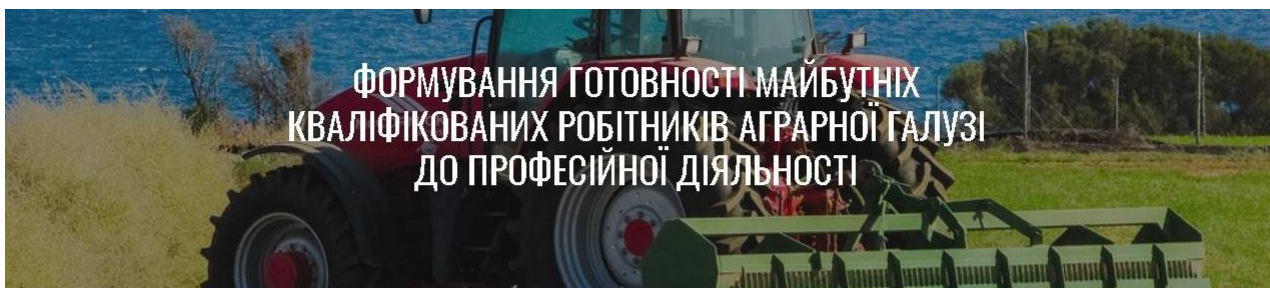 ФОРМУВАННЯ ГОТОВНОСТІ МАЙБУТНІХ
КВАЛІФІКОВАНИХ РОБІТНИКІВ АГРАРНОЇ ГАЛУЗІ
ДО ПРОФЕСІЙНОЇ ДІЯЛЬНОСТІ